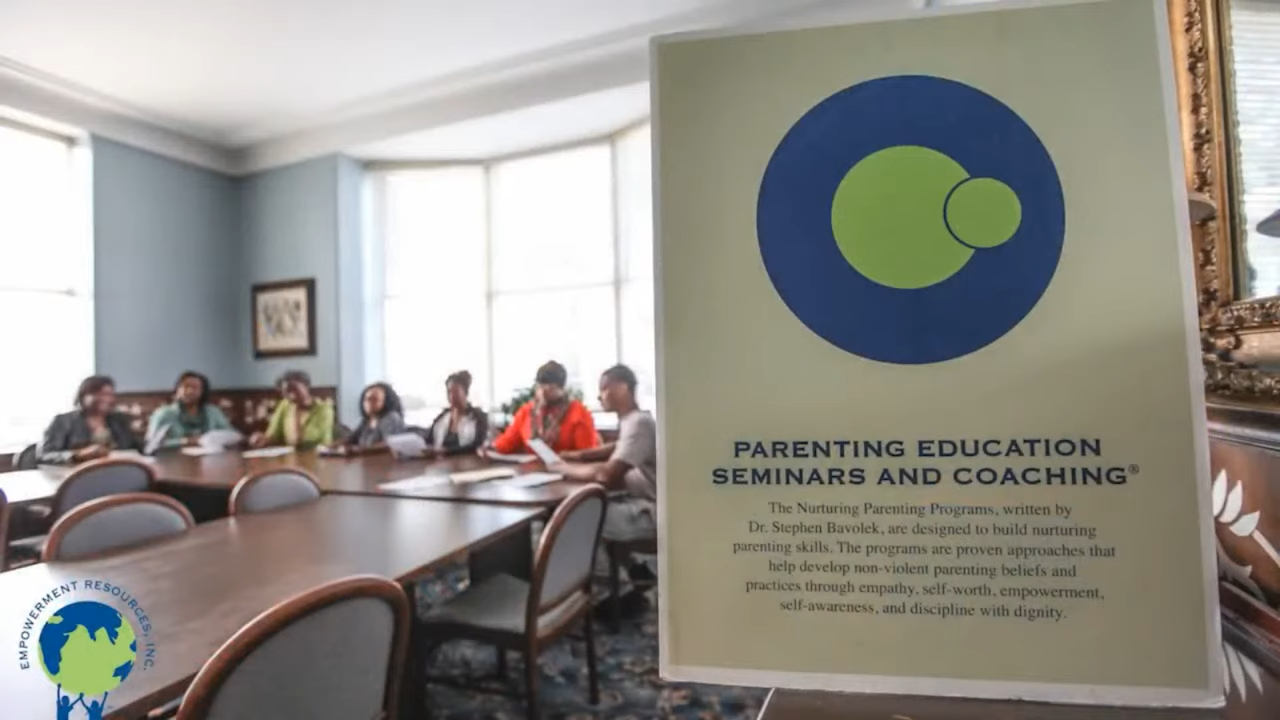 PARENTING EDUCATION
SEMINARS AND COACHING®
The Nurturing Parenting Programs, written by
Dr. Stephen Bavolek, are designed to build nurturing
parenting skills. The programs are proven approaches that
help develop non-violent parenting beliefs and
practices through empathy, self-worth, empowerment,
self-awareness, and discipline with dignity.
EMPOWERMENT RESOURCES, INC.